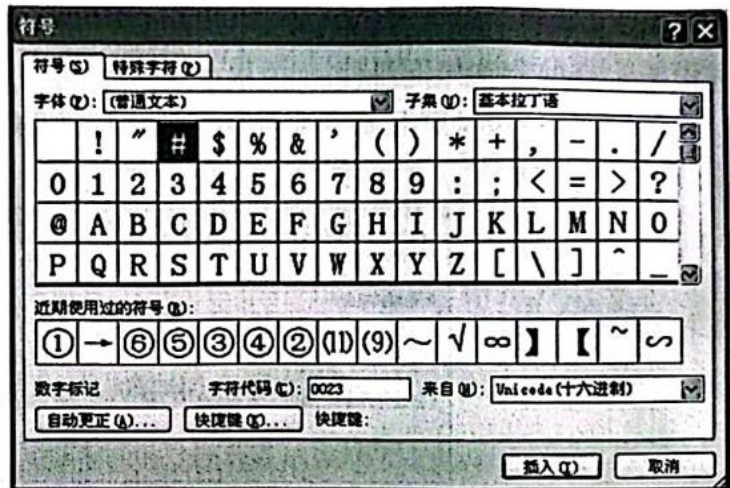 符号
符号(S) 特殊字符(P)
字体(F): (普通文本) 子集(U): 基本拉丁语
! " # $ % & ' ( ) * + , - . /
0 1 2 3 4 5 6 7 8 9 : ; < = > ?
@ A B C D E F G H I J K L M N O
P Q R S T U V W X Y Z [ \ ] ^ _
近期使用过的符号(R):
① → ⑥ ⑤ ③ ④ ② ⑾ (9) ～ √ ∞ 】 【 ~ ∽
数字标记 字符代码(C): 0023 来自(M): Unicode(十六进制)
自动更正(A)... 快捷键(K)... 快捷键:
插入(I) 取消